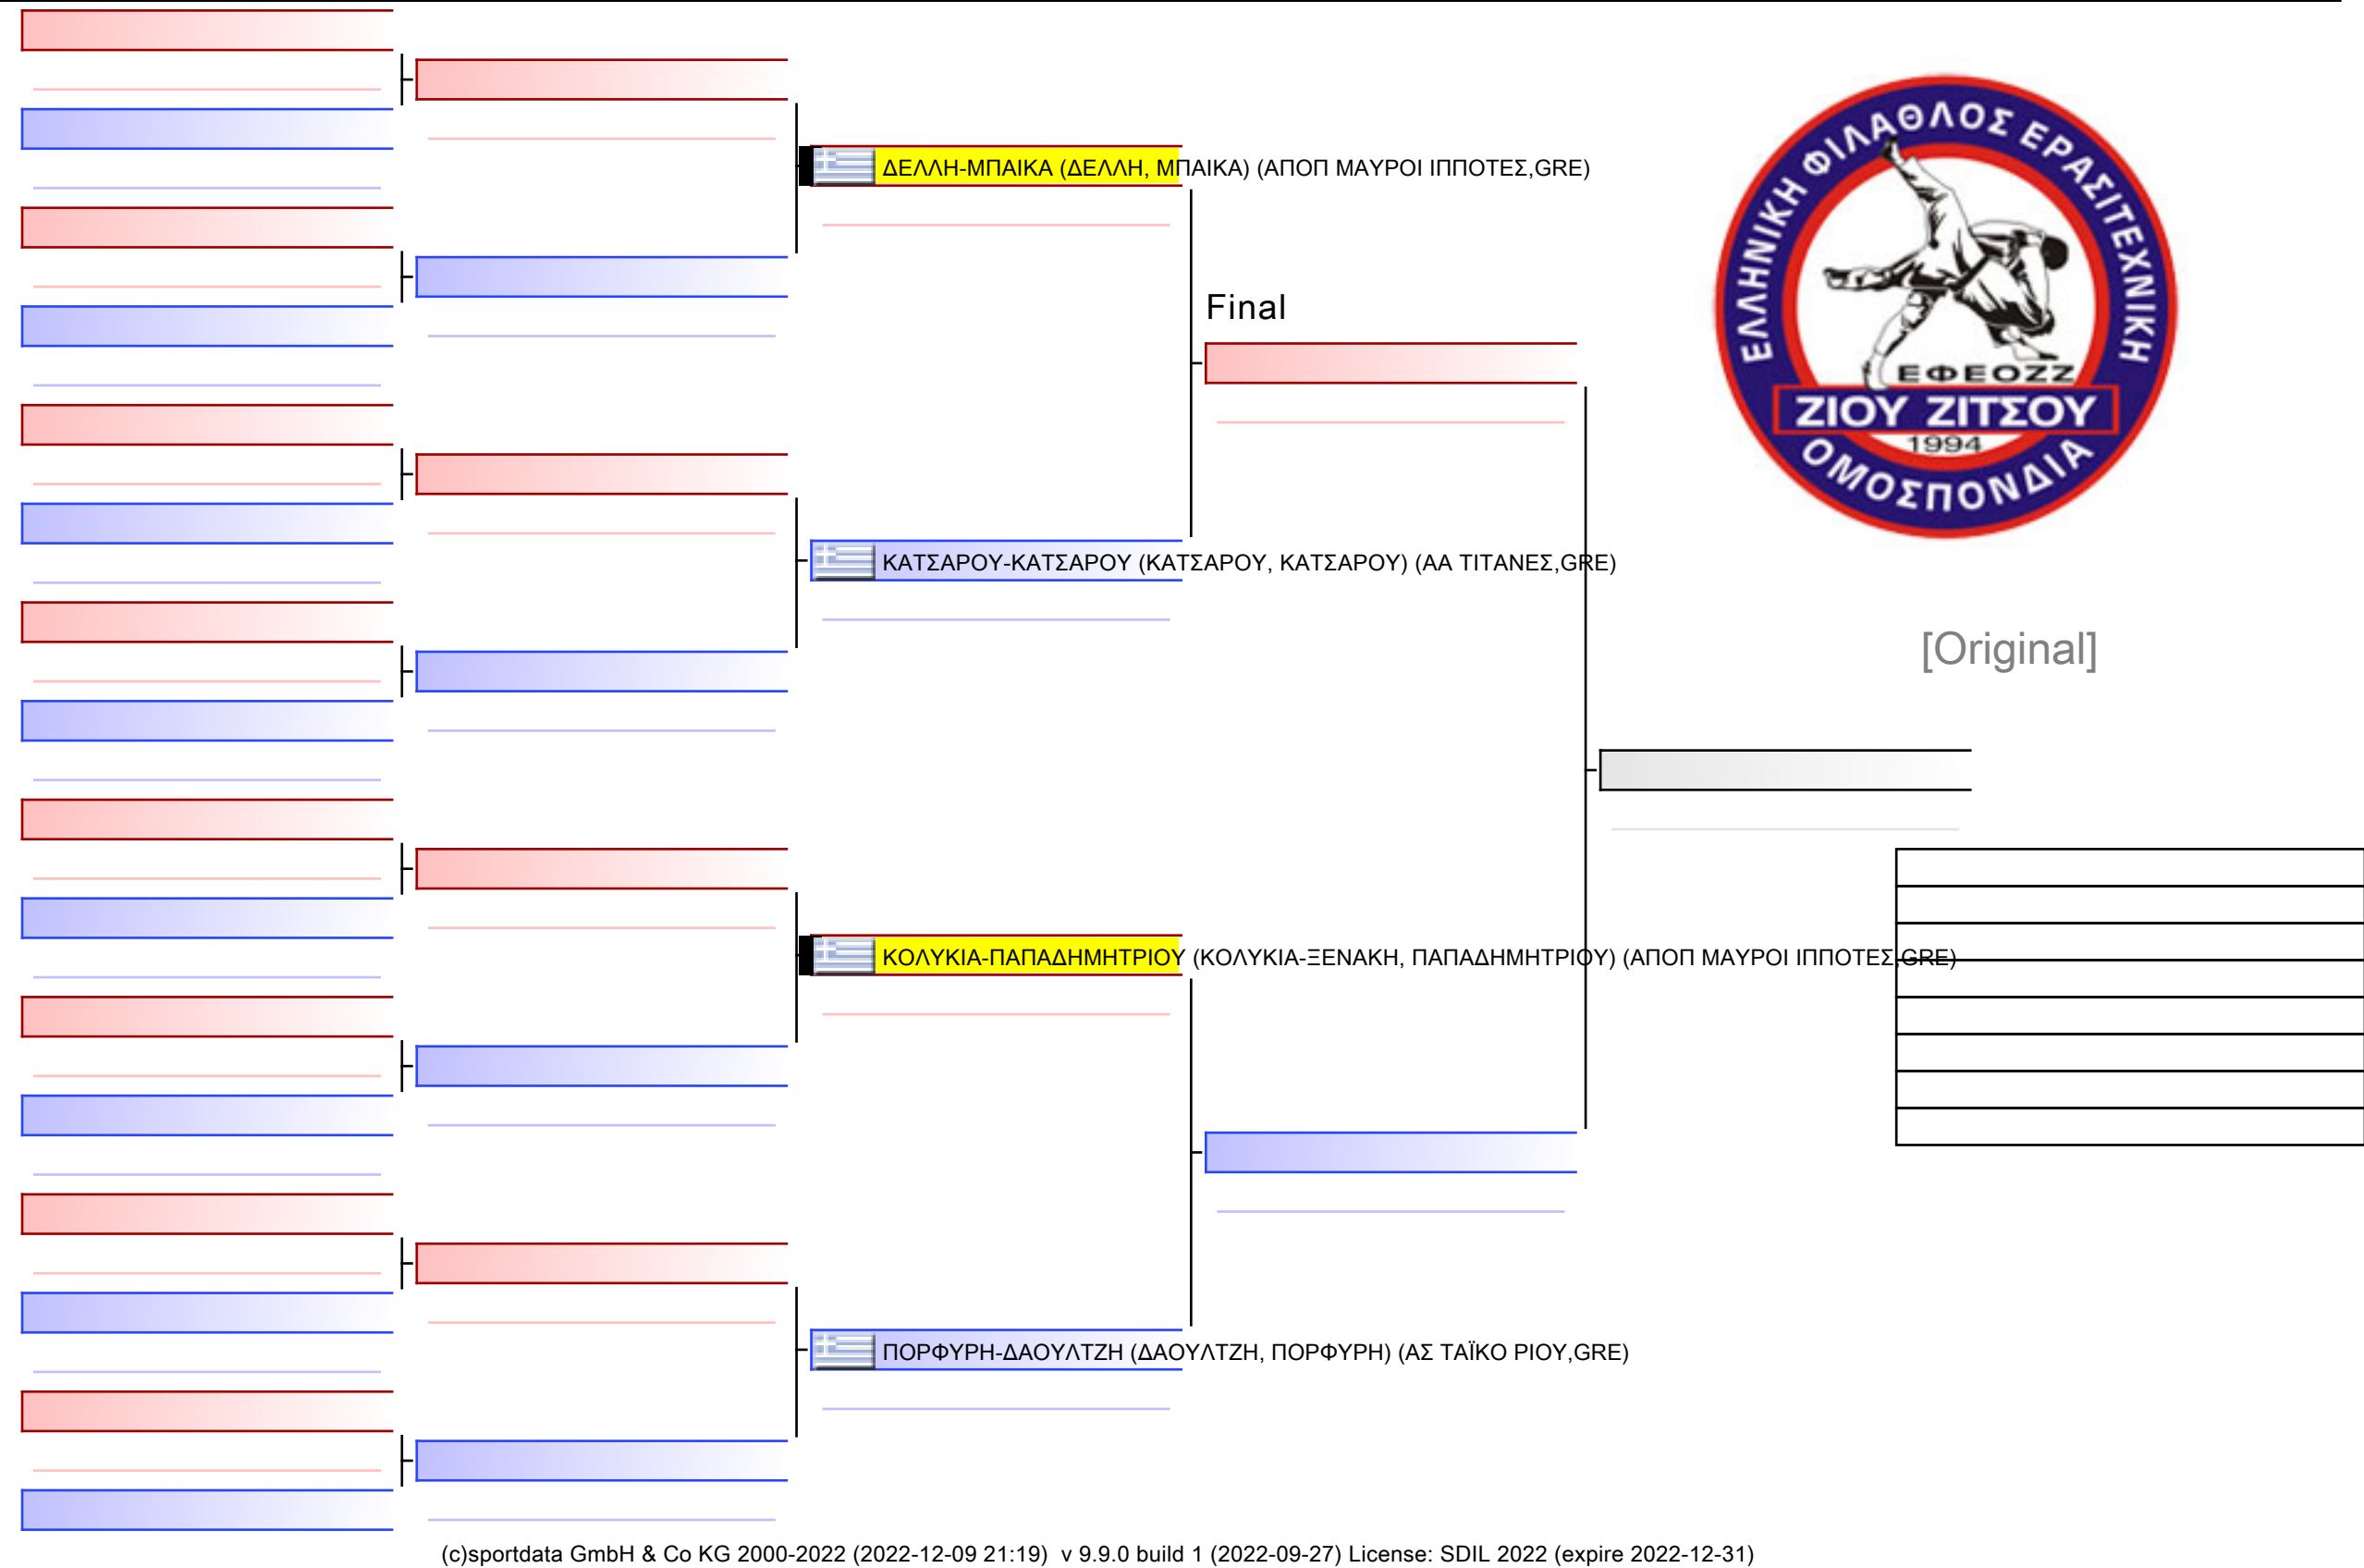 ΔΕΛΛΗ-ΜΠΑΙΚΑ (ΔΕΛΛΗ, ΜΠΑΙΚΑ) (ΑΠΟΠ ΜΑΥΡΟΙ ΙΠΠΟΤΕΣ,GRE)
Final
ΚΑΤΣΑΡΟΥ-ΚΑΤΣΑΡΟΥ (ΚΑΤΣΑΡΟΥ, ΚΑΤΣΑΡΟΥ) (ΑΑ ΤΙΤΑΝΕΣ,GRE)
ΕΛΛΗΝΙΚΗ ΦΙΛΑΘΛΟΣ ΕΡΑΣΙΤΕΧΝΙΚΗ
ΕΦΕΟΖΖ
ΖΙΟΥ ΖΙΤΣΟΥ
1994
ΟΜΟΣΠΟΝΔΙΑ
[Original]
ΚΟΛΥΚΙΑ-ΠΑΠΑΔΗΜΗΤΡΙΟΥ (ΚΟΛΥΚΙΑ-ΞΕΝΑΚΗ, ΠΑΠΑΔΗΜΗΤΡΙΟΥ) (ΑΠΟΠ ΜΑΥΡΟΙ ΙΠΠΟΤΕΣ,GRE)
ΠΟΡΦΥΡΗ-ΔΑΟΥΛΤΖΗ (ΔΑΟΥΛΤΖΗ, ΠΟΡΦΥΡΗ) (ΑΣ ΤΑΪΚΟ ΡΙΟΥ,GRE)
(c)sportdata GmbH & Co KG 2000-2022 (2022-12-09 21:19)  v 9.9.0 build 1 (2022-09-27) License: SDIL 2022 (expire 2022-12-31)